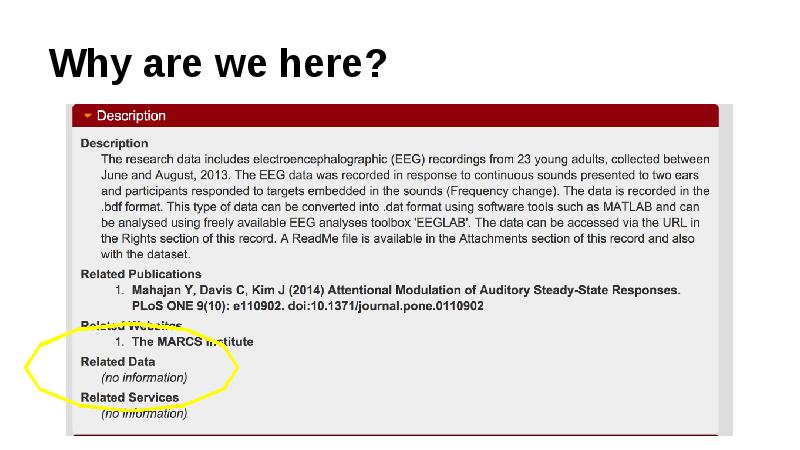 Why are we here?
Description
Description
The research data includes electroencephalographic (EEG) recordings from 23 young adults, collected between
June and August, 2013. The EEG data was recorded in response to continuous sounds presented to two ears
and participants responded to targets embedded in the sounds (Frequency change). The data is recorded in the
.bdf format. This type of data can be converted into .dat format using software tools such as MATLAB and can
be analysed using freely available EEG analyses toolbox 'EEGLAB'. The data can be accessed via the URL in
the Rights section of this record. A ReadMe file is available in the Attachments section of this record and also
with the dataset.
Related Publications
1. Mahajan Y, Davis C, Kim J (2014) Attentional Modulation of Auditory Steady-State Responses.
PLoS ONE 9(10): e110902. doi:10.1371/journal.pone.0110902
Related Websites
1. The MARCS Institute
Related Data
(no information)
Related Services
(no information)